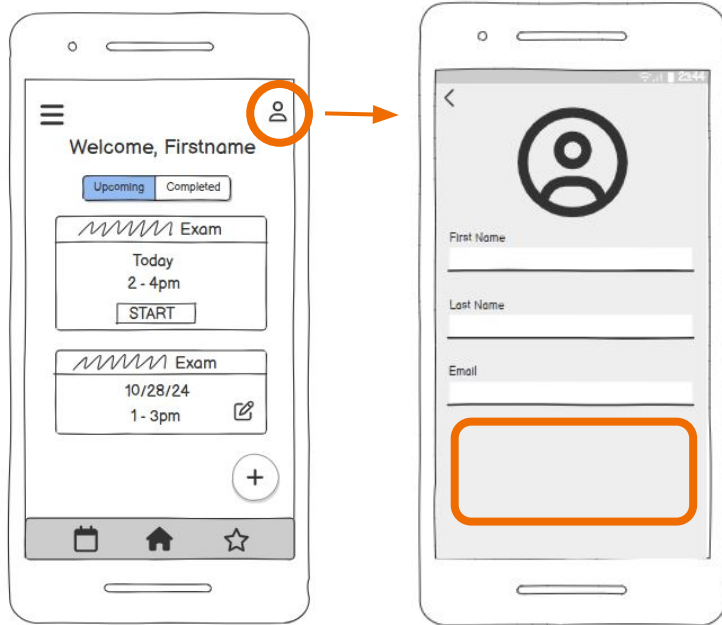 Welcome, Firstname
Upcoming Completed
Exam
Today
2 - 4pm
START
Exam
10/28/24
1 - 3pm
+
23:44
First Name
Last Name
Email